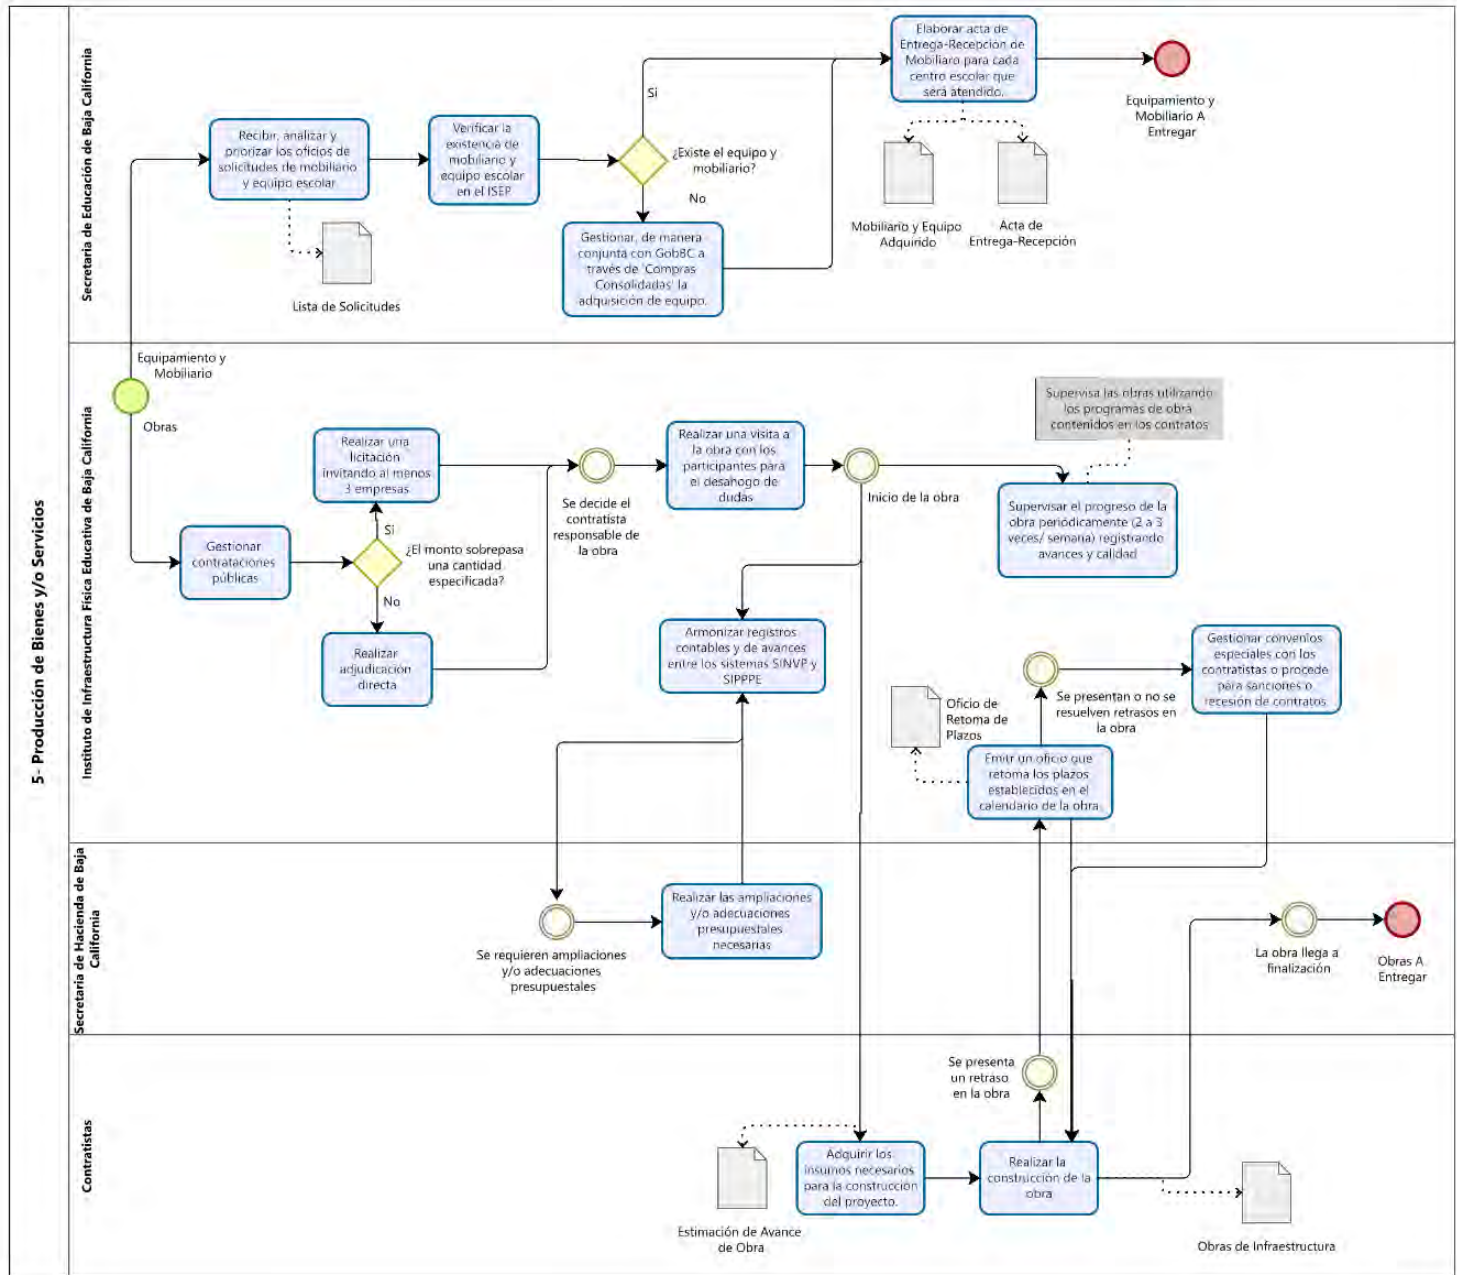 5- Producción de Bienes y/o Servicios
Secretaria de Educación de Baja California
Recibir, analizar y
priorizar los oficios de
solicitudes de mobiliario
y equipo escolar
Lista de Solicitudes
Verificar la
existencia de
mobiliario y
equipo escolar
en el ISEP
¿Existe el equipo y
mobiliario?
Si
No
Gestionar, de manera
conjunta con GobBC a
través de 'Compras
Consolidadas' la
adquisición de equipo.
Elaborar acta de
Entrega-Recepción de
Mobiliaro para cada
centro escolar que
será atendido.
Mobiliario y Equipo
Adquirido
Acta de
Entrega-Recepción
Equipamiento y
Mobiliario A
Entregar
Instituto de Infraestructura Física Educativa de Baja California
Equipamiento y
Mobiliario
Obras
Gestionar
contrataciones
públicas
Realizar una
licitación
invitando al menos
3 empresas
Si
¿El monto sobrepasa
una cantidad
especificada?
No
Realizar
adjudicación
directa
Se decide el
contratista
responsable de
la obra
Realizar una visita a
la obra con los
participantes para
el desahogo de
dudas
Inicio de la obra
Supervisa las obras utilizando
los programas de obra
contenidos en los contratos
Supervisar el progreso de la
obra periódicamente (2 a 3
veces/ semana) registrando
avances y calidad
Armonizar registros
contables y de avances
entre los sistemas SINVP y
SIPPPE
Oficio de
Retoma de
Plazos
Emitir un oficio que
retoma los plazos
establecidos en el
calendario de la obra
Se presentan o no se
resuelven retrasos en
la obra
Gestionar convenios
especiales con los
contratistas o procede
para sanciones o
recesión de contratos
Secretaria de Hacienda de Baja
California
Se requieren ampliaciones
y/o adecuaciones
presupuestales
Realizar las ampliaciones
y/o adecuaciones
presupuestales
necesarias
La obra llega a
finalización
Obras A
Entregar
Contratistas
Se presenta
un retraso
en la obra
Estimación de Avance
de Obra
Adquirir los
insumos necesarios
para la construcción
del proyecto.
Realizar la
construcción de la
obra
Obras de Infraestructura